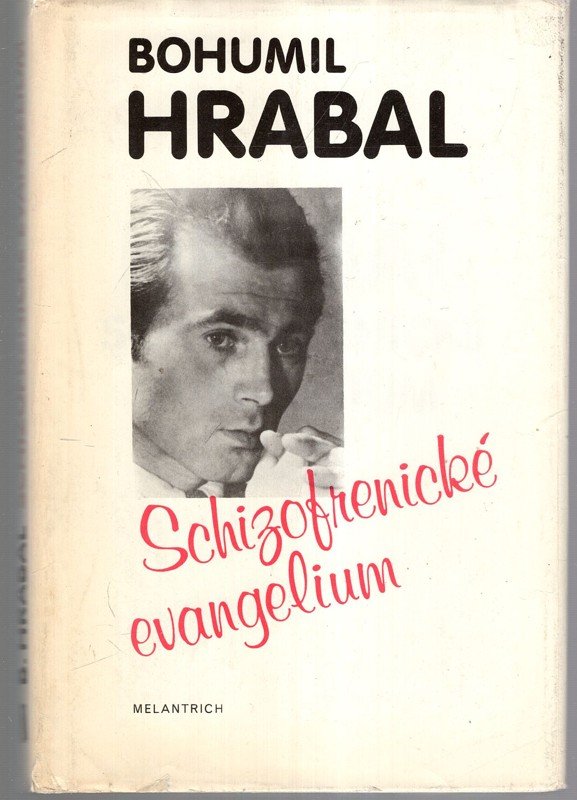 BOHUMIL
HRABAL
Schizofrenické
evangelium
MELANTRICH